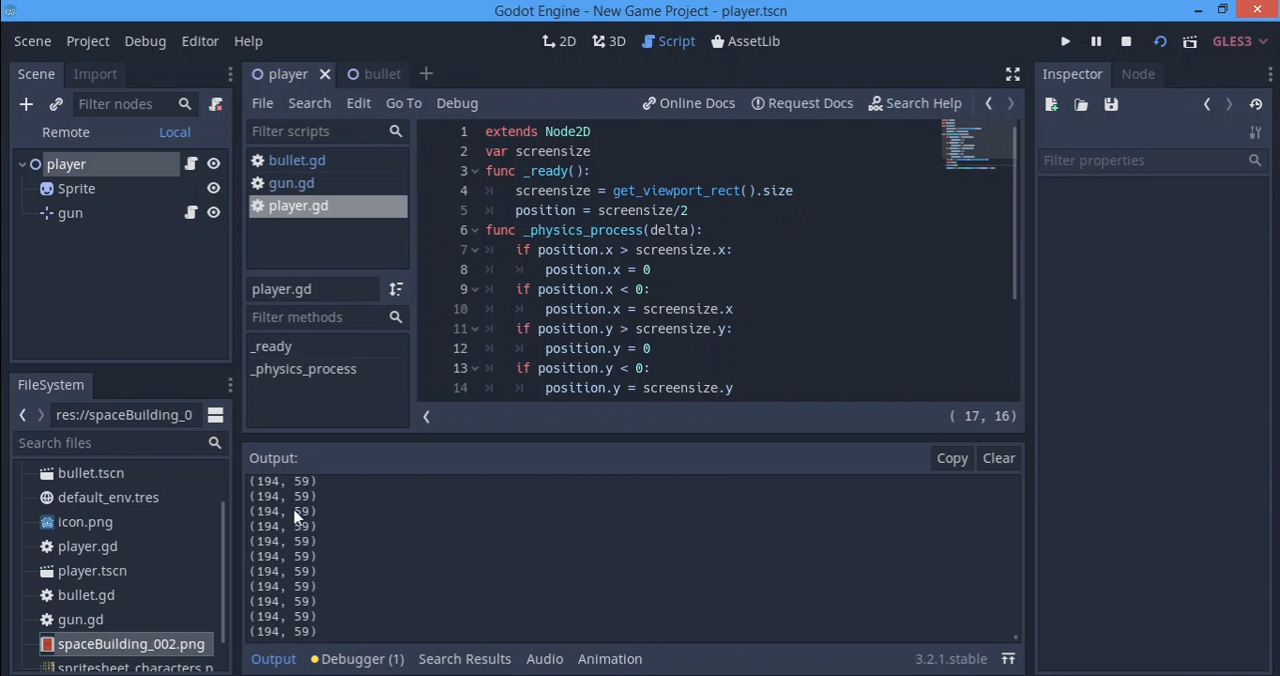 Godot Engine - New Game Project - player.tscn
Scene Project Debug Editor Help
2D 3D Script AssetLib
GLES3
Scene Import
Filter nodes
Remote Local
player
Sprite
gun
FileSystem
res://spaceBuilding_0
Search files
bullet.tscn
default_env.tres
icon.png
player.gd
player.tscn
bullet.gd
gun.gd
spaceBuilding_002.png
spritesheet_characters.p
player bullet
File Search Edit Go To Debug
Online Docs Request Docs Search Help
Filter scripts
bullet.gd
gun.gd
player.gd
player.gd
Filter methods
_ready
_physics_process
1 extends Node2D
2 var screensize
3 func _ready():
4 screensize = get_viewport_rect().size
5 position = screensize/2
6 func _physics_process(delta):
7 if position.x > screensize.x:
8 position.x = 0
9 if position.x < 0:
10 position.x = screensize.x
11 if position.y > screensize.y:
12 position.y = 0
13 if position.y < 0:
14 position.y = screensize.y
( 17, 16)
Output:
Copy Clear
(194, 59)
(194, 59)
(194, 59)
(194, 59)
(194, 59)
(194, 59)
(194, 59)
(194, 59)
(194, 59)
(194, 59)
(194, 59)
Output Debugger (1) Search Results Audio Animation
3.2.1.stable
Inspector Node
Filter properties